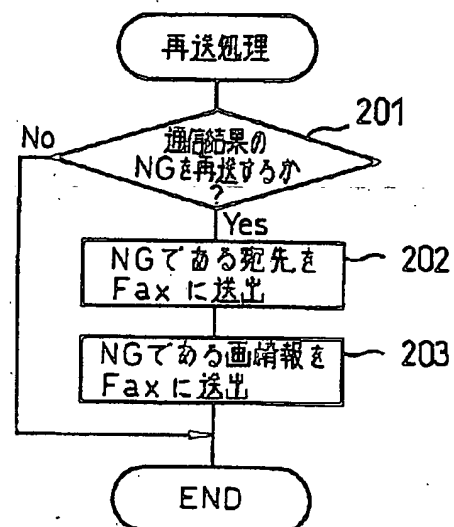 再送処理
201
通信結果の
No
NGを再送するか
?
Yes
NGである宛先を
202
Faxに送出
NGである画情報を
203
Faxに送出
END